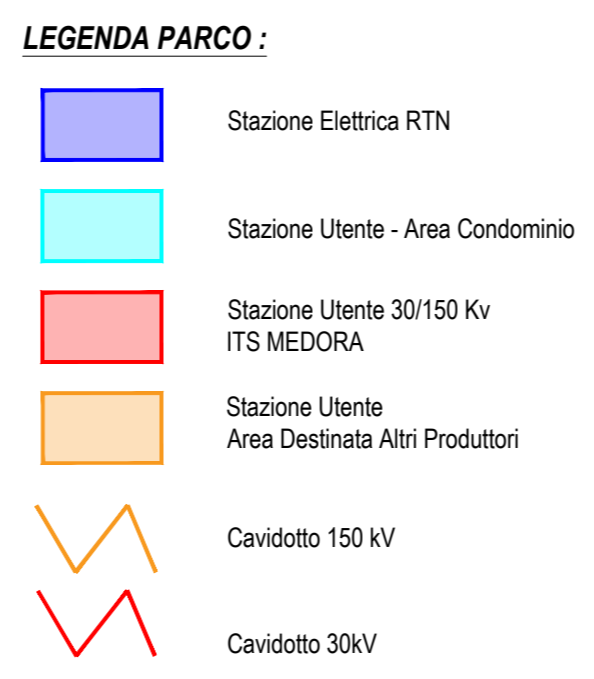 LEGENDA PARCO :
Stazione Elettrica RTN
Stazione Utente - Area Condominio
Stazione Utente 30/150 Kv
ITS MEDORA
Stazione Utente
Area Destinata Altri Produttori
Cavidotto 150 kV
Cavidotto 30kV